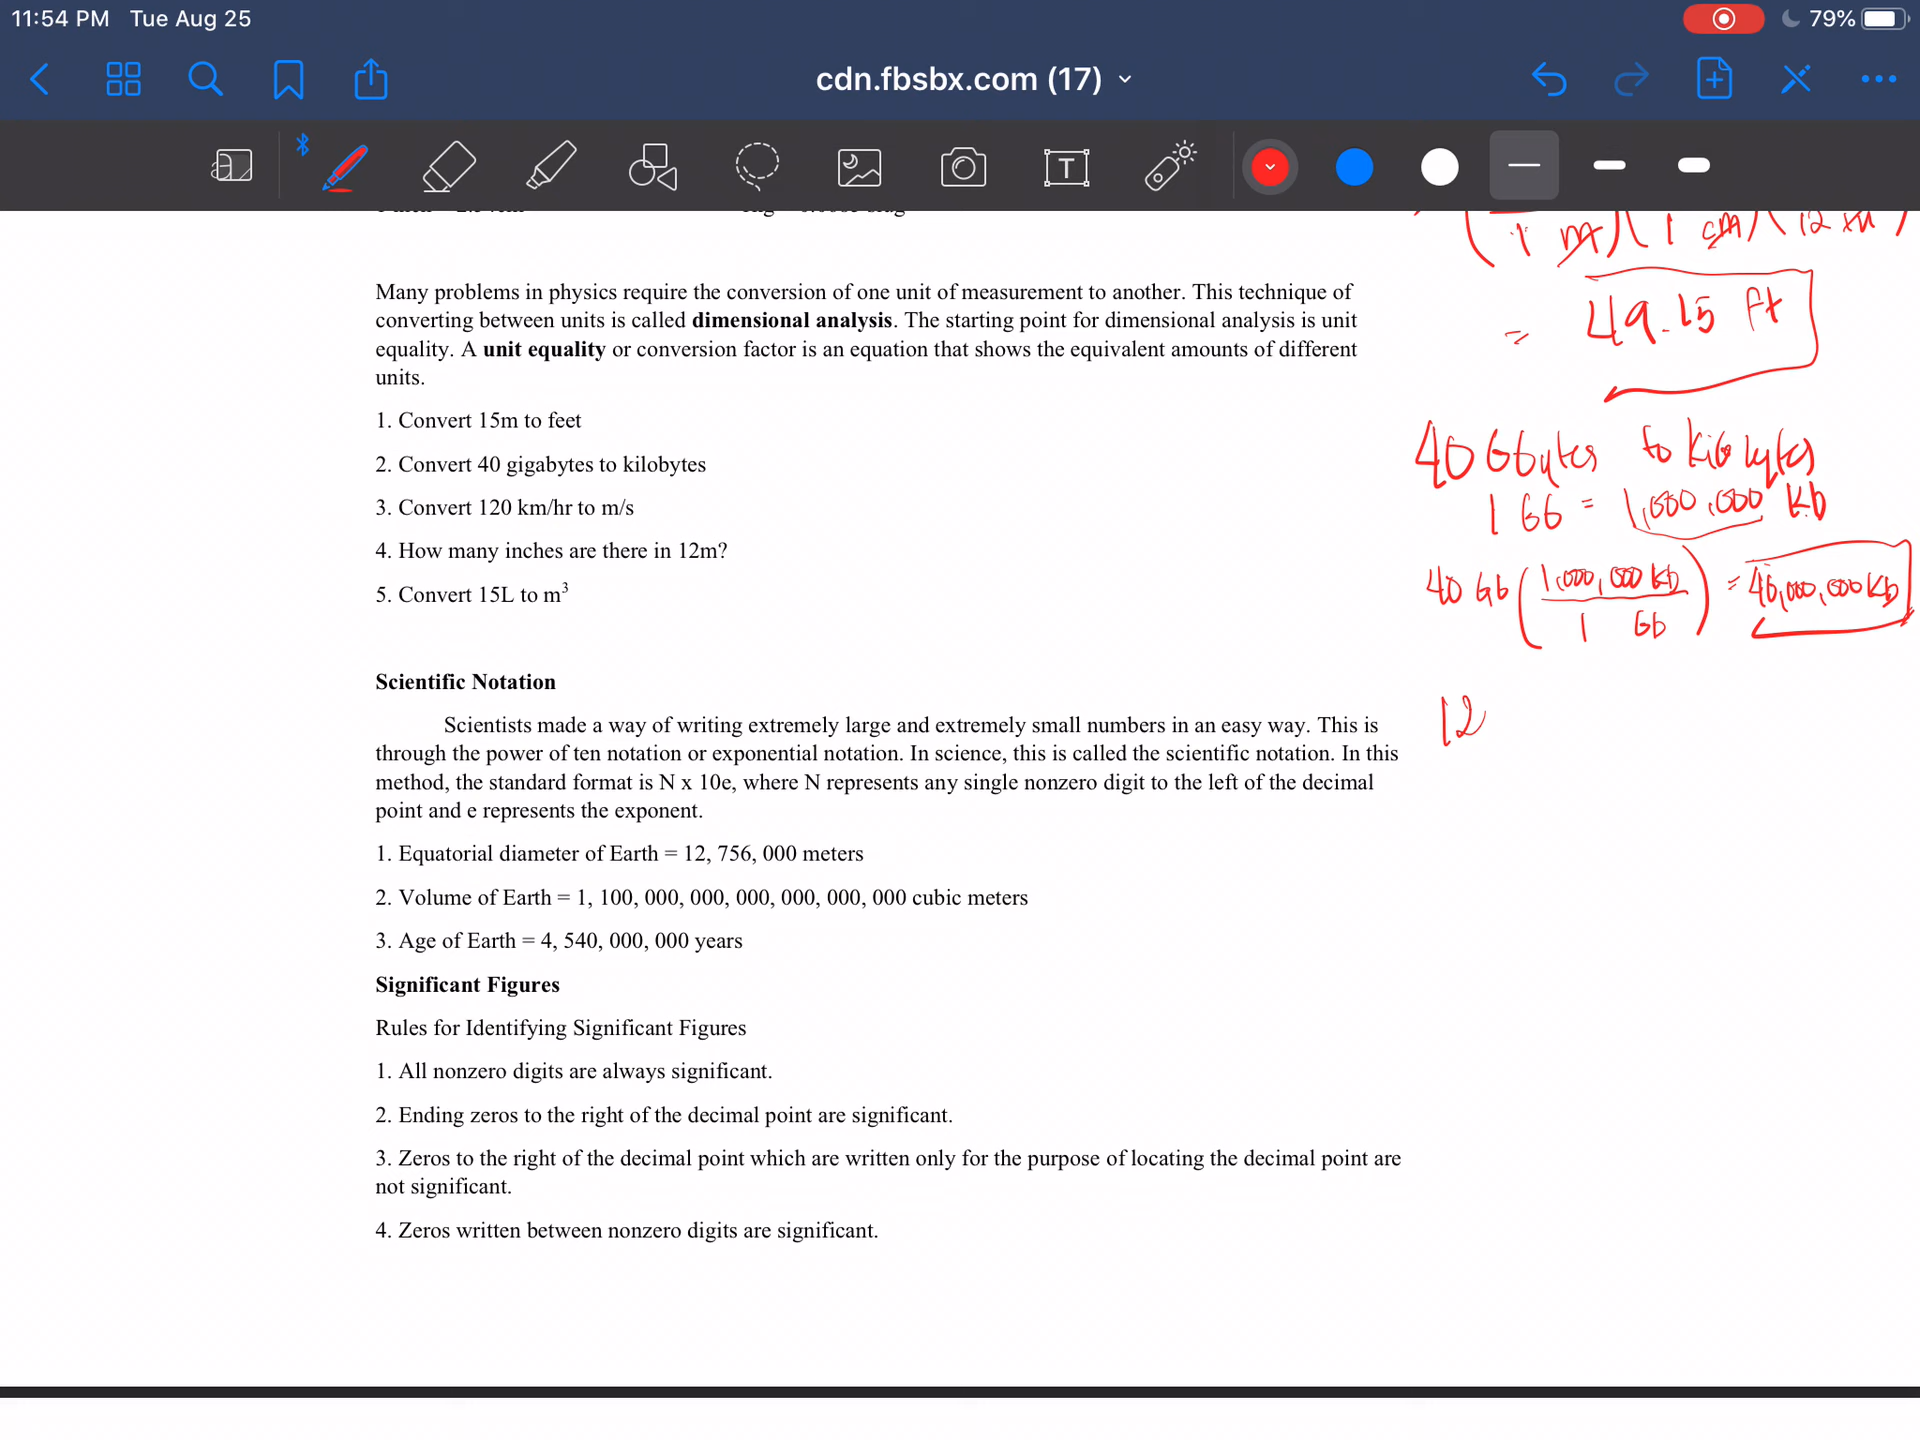 11:54 PM Tue Aug 25
79%
cdn.fbsbx.com (17)
T
1 m 1 cm 12
Many problems in physics require the conversion of one unit of measurement to another. This technique of
converting between units is called dimensional analysis. The starting point for dimensional analysis is unit
equality. A unit equality or conversion factor is an equation that shows the equivalent amounts of different
units.
1. Convert 15m to feet
2. Convert 40 gigabytes to kilobytes
3. Convert 120 km/hr to m/s
4. How many inches are there in 12m?
5. Convert 15L to m³
= 49.15 ft
40 Gbytes to
1 Gb = 1,000,000 Kb
40 Gb (1,000,000 Kb / 1 Gb) = 40,000,000 Kb
12
Scientific Notation
Scientists made a way of writing extremely large and extremely small numbers in an easy way. This is
through the power of ten notation or exponential notation. In science, this is called the scientific notation. In this
method, the standard format is N x 10e, where N represents any single nonzero digit to the left of the decimal
point and e represents the exponent.
1. Equatorial diameter of Earth = 12, 756, 000 meters
2. Volume of Earth = 1, 100, 000, 000, 000, 000, 000, 000 cubic meters
3. Age of Earth = 4, 540, 000, 000 years
Significant Figures
Rules for Identifying Significant Figures
1. All nonzero digits are always significant.
2. Ending zeros to the right of the decimal point are significant.
3. Zeros to the right of the decimal point which are written only for the purpose of locating the decimal point are
not significant.
4. Zeros written between nonzero digits are significant.